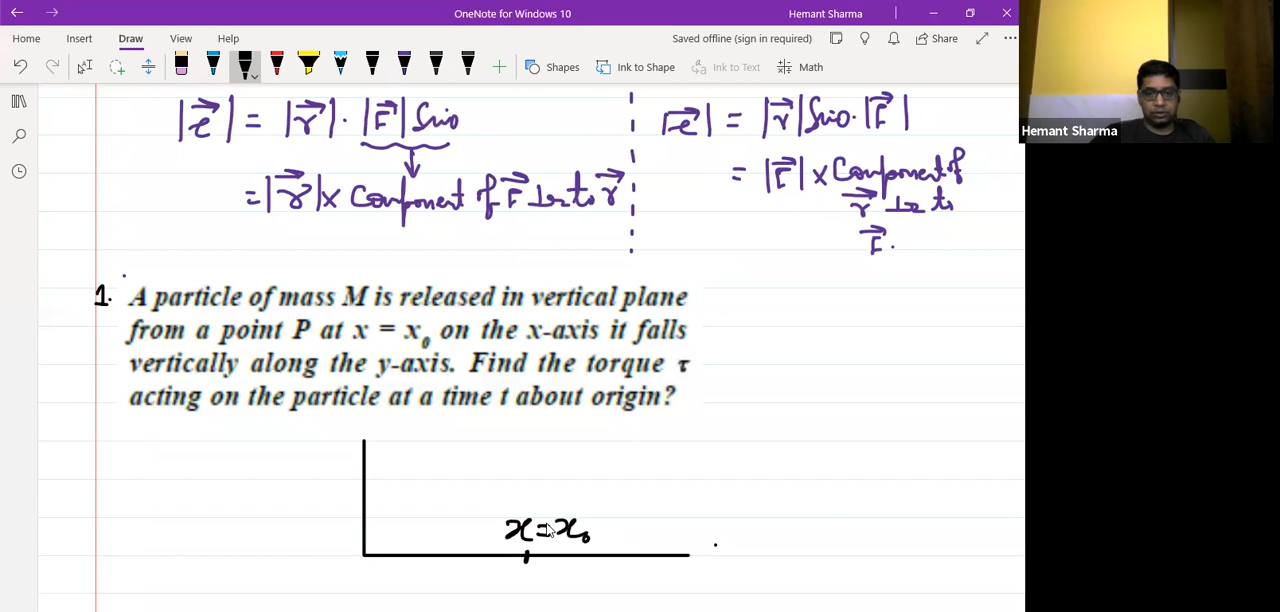 OneNote for Windows 10
Hemant Sharma
Home Insert Draw View Help
Saved offline (sign in required)
Share
Shapes
Ink to Shape
Ink to Text
Math
Hemant Sharma
|τ⃗| = |r⃗|·|F⃗| Sinθ
= |r⃗| × Component of F⃗ ⊥er to r⃗
|τ⃗| = |r⃗| Sinθ·|F⃗|
= |F⃗| × Component of
r⃗ ⊥er to
F⃗.
1. A particle of mass M is released in vertical plane
from a point P at x = x₀ on the x-axis it falls
vertically along the y-axis. Find the torque τ
acting on the particle at a time t about origin?
x=x₀